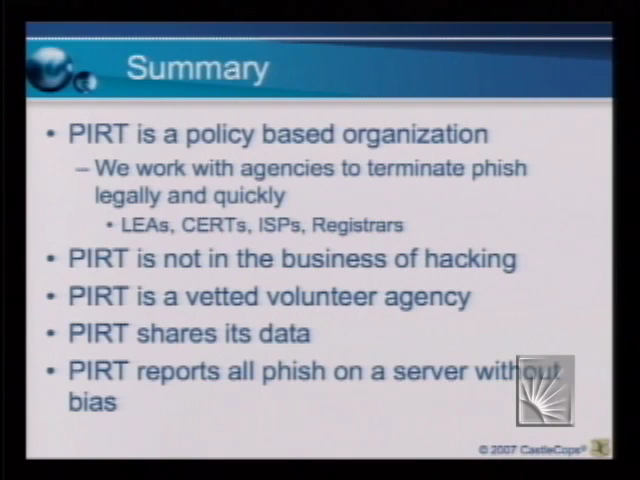 Summary
• PIRT is a policy based organization
– We work with agencies to terminate phish
legally and quickly
• LEAs, CERTs, ISPs, Registrars
• PIRT is not in the business of hacking
• PIRT is a vetted volunteer agency
• PIRT shares its data
• PIRT reports all phish on a server without
bias
© 2007 CastleCops®